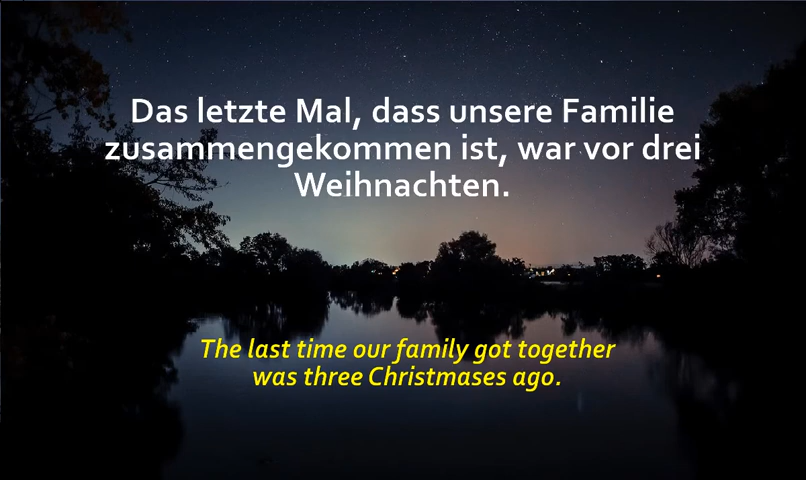 Das letzte Mal, dass unsere Familie
zusammengekommen ist, war vor drei
Weihnachten.
The last time our family got together
was three Christmases ago.